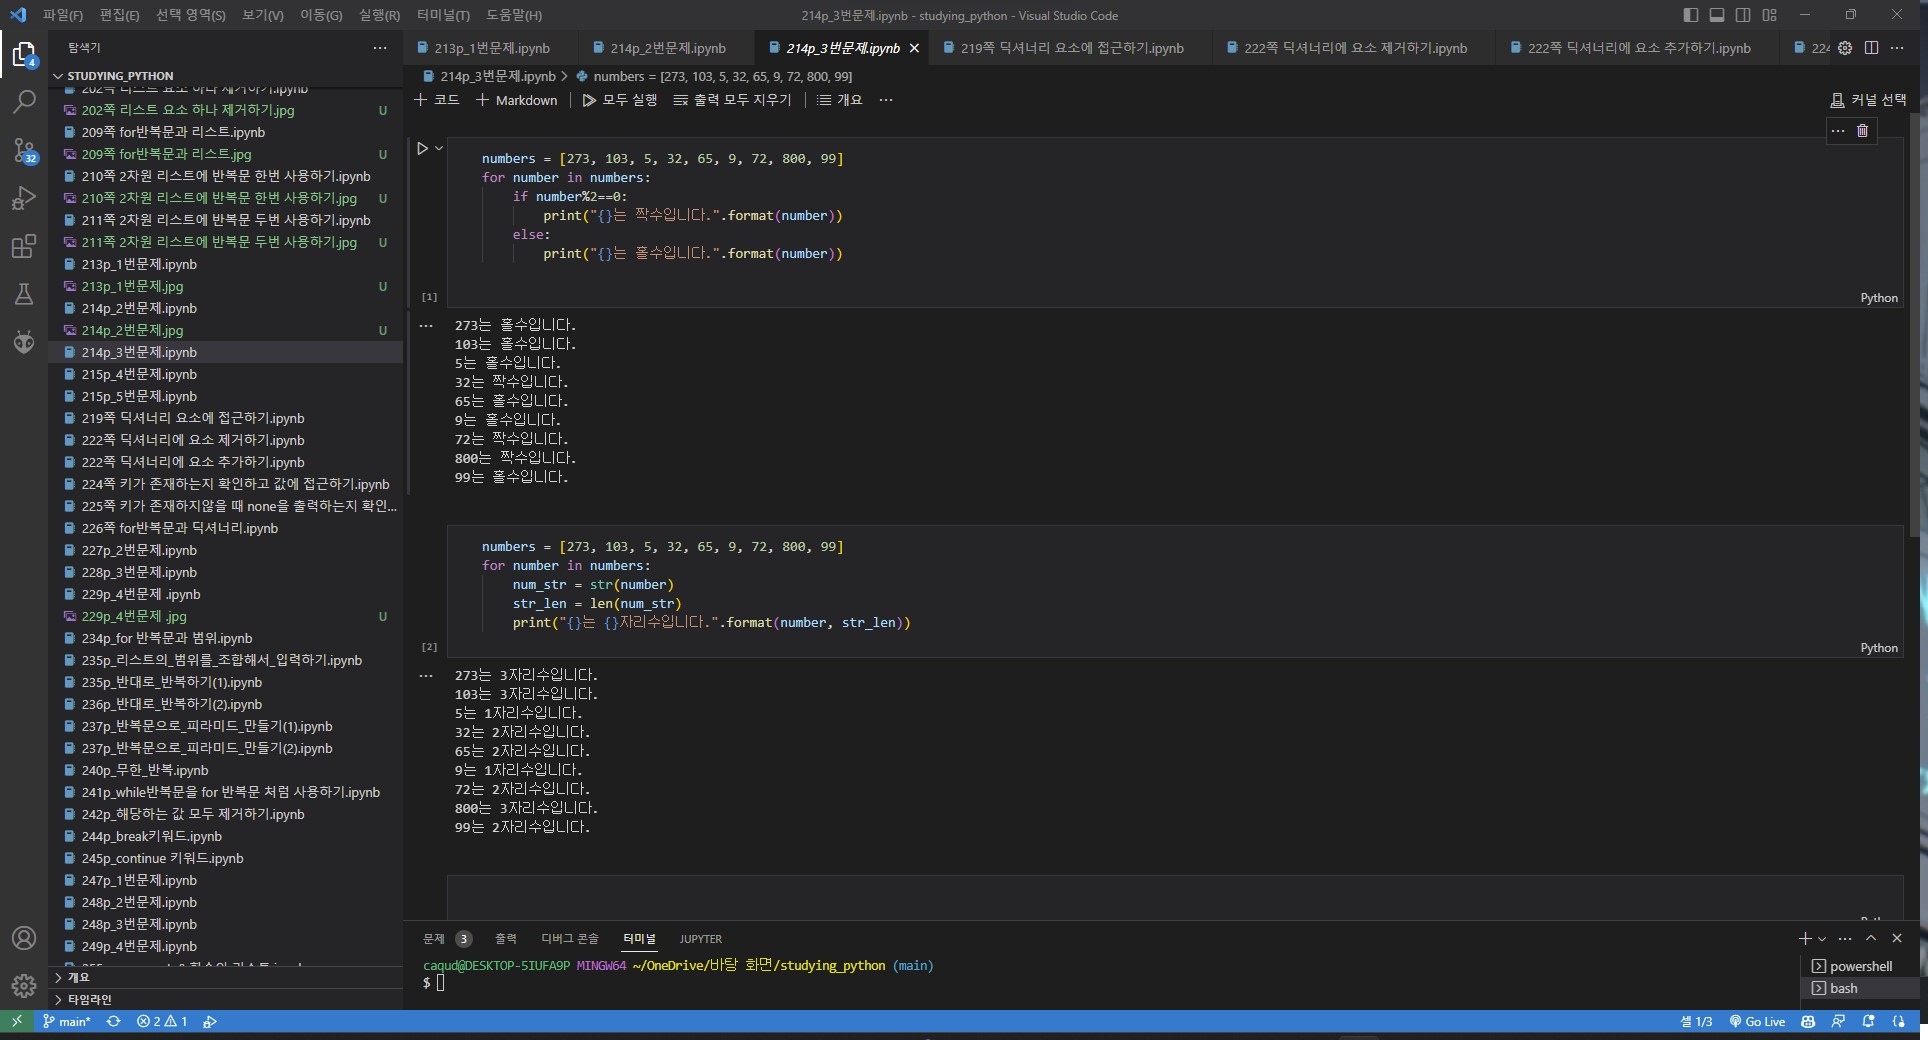 파일(F) 편집(E) 선택 영역(S) 보기(V) 이동(G) 실행(R) 터미널(T) 도움말(H)
214p_3번문제.ipynb - studying_python - Visual Studio Code
탐색기
STUDYING_PYTHON
202쪽 리스트 요소 하나 제거하기.ipynb
202쪽 리스트 요소 하나 제거하기.jpg U
209쪽 for반복문과 리스트.ipynb
209쪽 for반복문과 리스트.jpg U
210쪽 2차원 리스트에 반복문 한번 사용하기.ipynb
210쪽 2차원 리스트에 반복문 한번 사용하기.jpg U
211쪽 2차원 리스트에 반복문 두번 사용하기.ipynb
211쪽 2차원 리스트에 반복문 두번 사용하기.jpg U
213p_1번문제.ipynb
213p_1번문제.jpg U
214p_2번문제.ipynb
214p_2번문제.jpg U
214p_3번문제.ipynb
215p_4번문제.ipynb
215p_5번문제.ipynb
219쪽 딕셔너리 요소에 접근하기.ipynb
222쪽 딕셔너리에 요소 제거하기.ipynb
222쪽 딕셔너리에 요소 추가하기.ipynb
224쪽 키가 존재하는지 확인하고 값에 접근하기.ipynb
225쪽 키가 존재하지않을 때 none을 출력하는지 확인...
226쪽 for반복문과 딕셔너리.ipynb
227p_2번문제.ipynb
228p_3번문제.ipynb
229p_4번문제 .ipynb
229p_4번문제 .jpg U
234p_for 반복문과 범위.ipynb
235p_리스트의_범위를_조합해서_입력하기.ipynb
235p_반대로_반복하기(1).ipynb
236p_반대로_반복하기(2).ipynb
237p_반복문으로_피라미드_만들기(1).ipynb
237p_반복문으로_피라미드_만들기(2).ipynb
240p_무한_반복.ipynb
241p_while반복문을 for 반복문 처럼 사용하기.ipynb
242p_해당하는 값 모두 제거하기.ipynb
244p_break키워드.ipynb
245p_continue 키워드.ipynb
247p_1번문제.ipynb
248p_2번문제.ipynb
248p_3번문제.ipynb
249p_4번문제.ipynb
개요
타임라인
4
32
213p_1번문제.ipynb 214p_2번문제.ipynb 214p_3번문제.ipynb 219쪽 딕셔너리 요소에 접근하기.ipynb 222쪽 딕셔너리에 요소 제거하기.ipynb 222쪽 딕셔너리에 요소 추가하기.ipynb 224
214p_3번문제.ipynb > numbers = [273, 103, 5, 32, 65, 9, 72, 800, 99]
+ 코드 + Markdown 모두 실행 출력 모두 지우기 개요 ... 커널 선택
numbers = [273, 103, 5, 32, 65, 9, 72, 800, 99]
for number in numbers:
if number%2==0:
print("{}는 짝수입니다.".format(number))
else:
print("{}는 홀수입니다.".format(number))
[1] Python
273는 홀수입니다.
103는 홀수입니다.
5는 홀수입니다.
32는 짝수입니다.
65는 홀수입니다.
9는 홀수입니다.
72는 짝수입니다.
800는 짝수입니다.
99는 홀수입니다.
numbers = [273, 103, 5, 32, 65, 9, 72, 800, 99]
for number in numbers:
num_str = str(number)
str_len = len(num_str)
print("{}는 {}자리수입니다.".format(number, str_len))
[2] Python
273는 3자리수입니다.
103는 3자리수입니다.
5는 1자리수입니다.
32는 2자리수입니다.
65는 2자리수입니다.
9는 1자리수입니다.
72는 2자리수입니다.
800는 3자리수입니다.
99는 2자리수입니다.
문제 3 출력 디버그 콘솔 터미널 JUPYTER
caqud@DESKTOP-5IUFA9P MINGW64 ~/OneDrive/바탕 화면/studying_python (main)
$
powershell
bash
main* 2 1 셀 1/3 Go Live